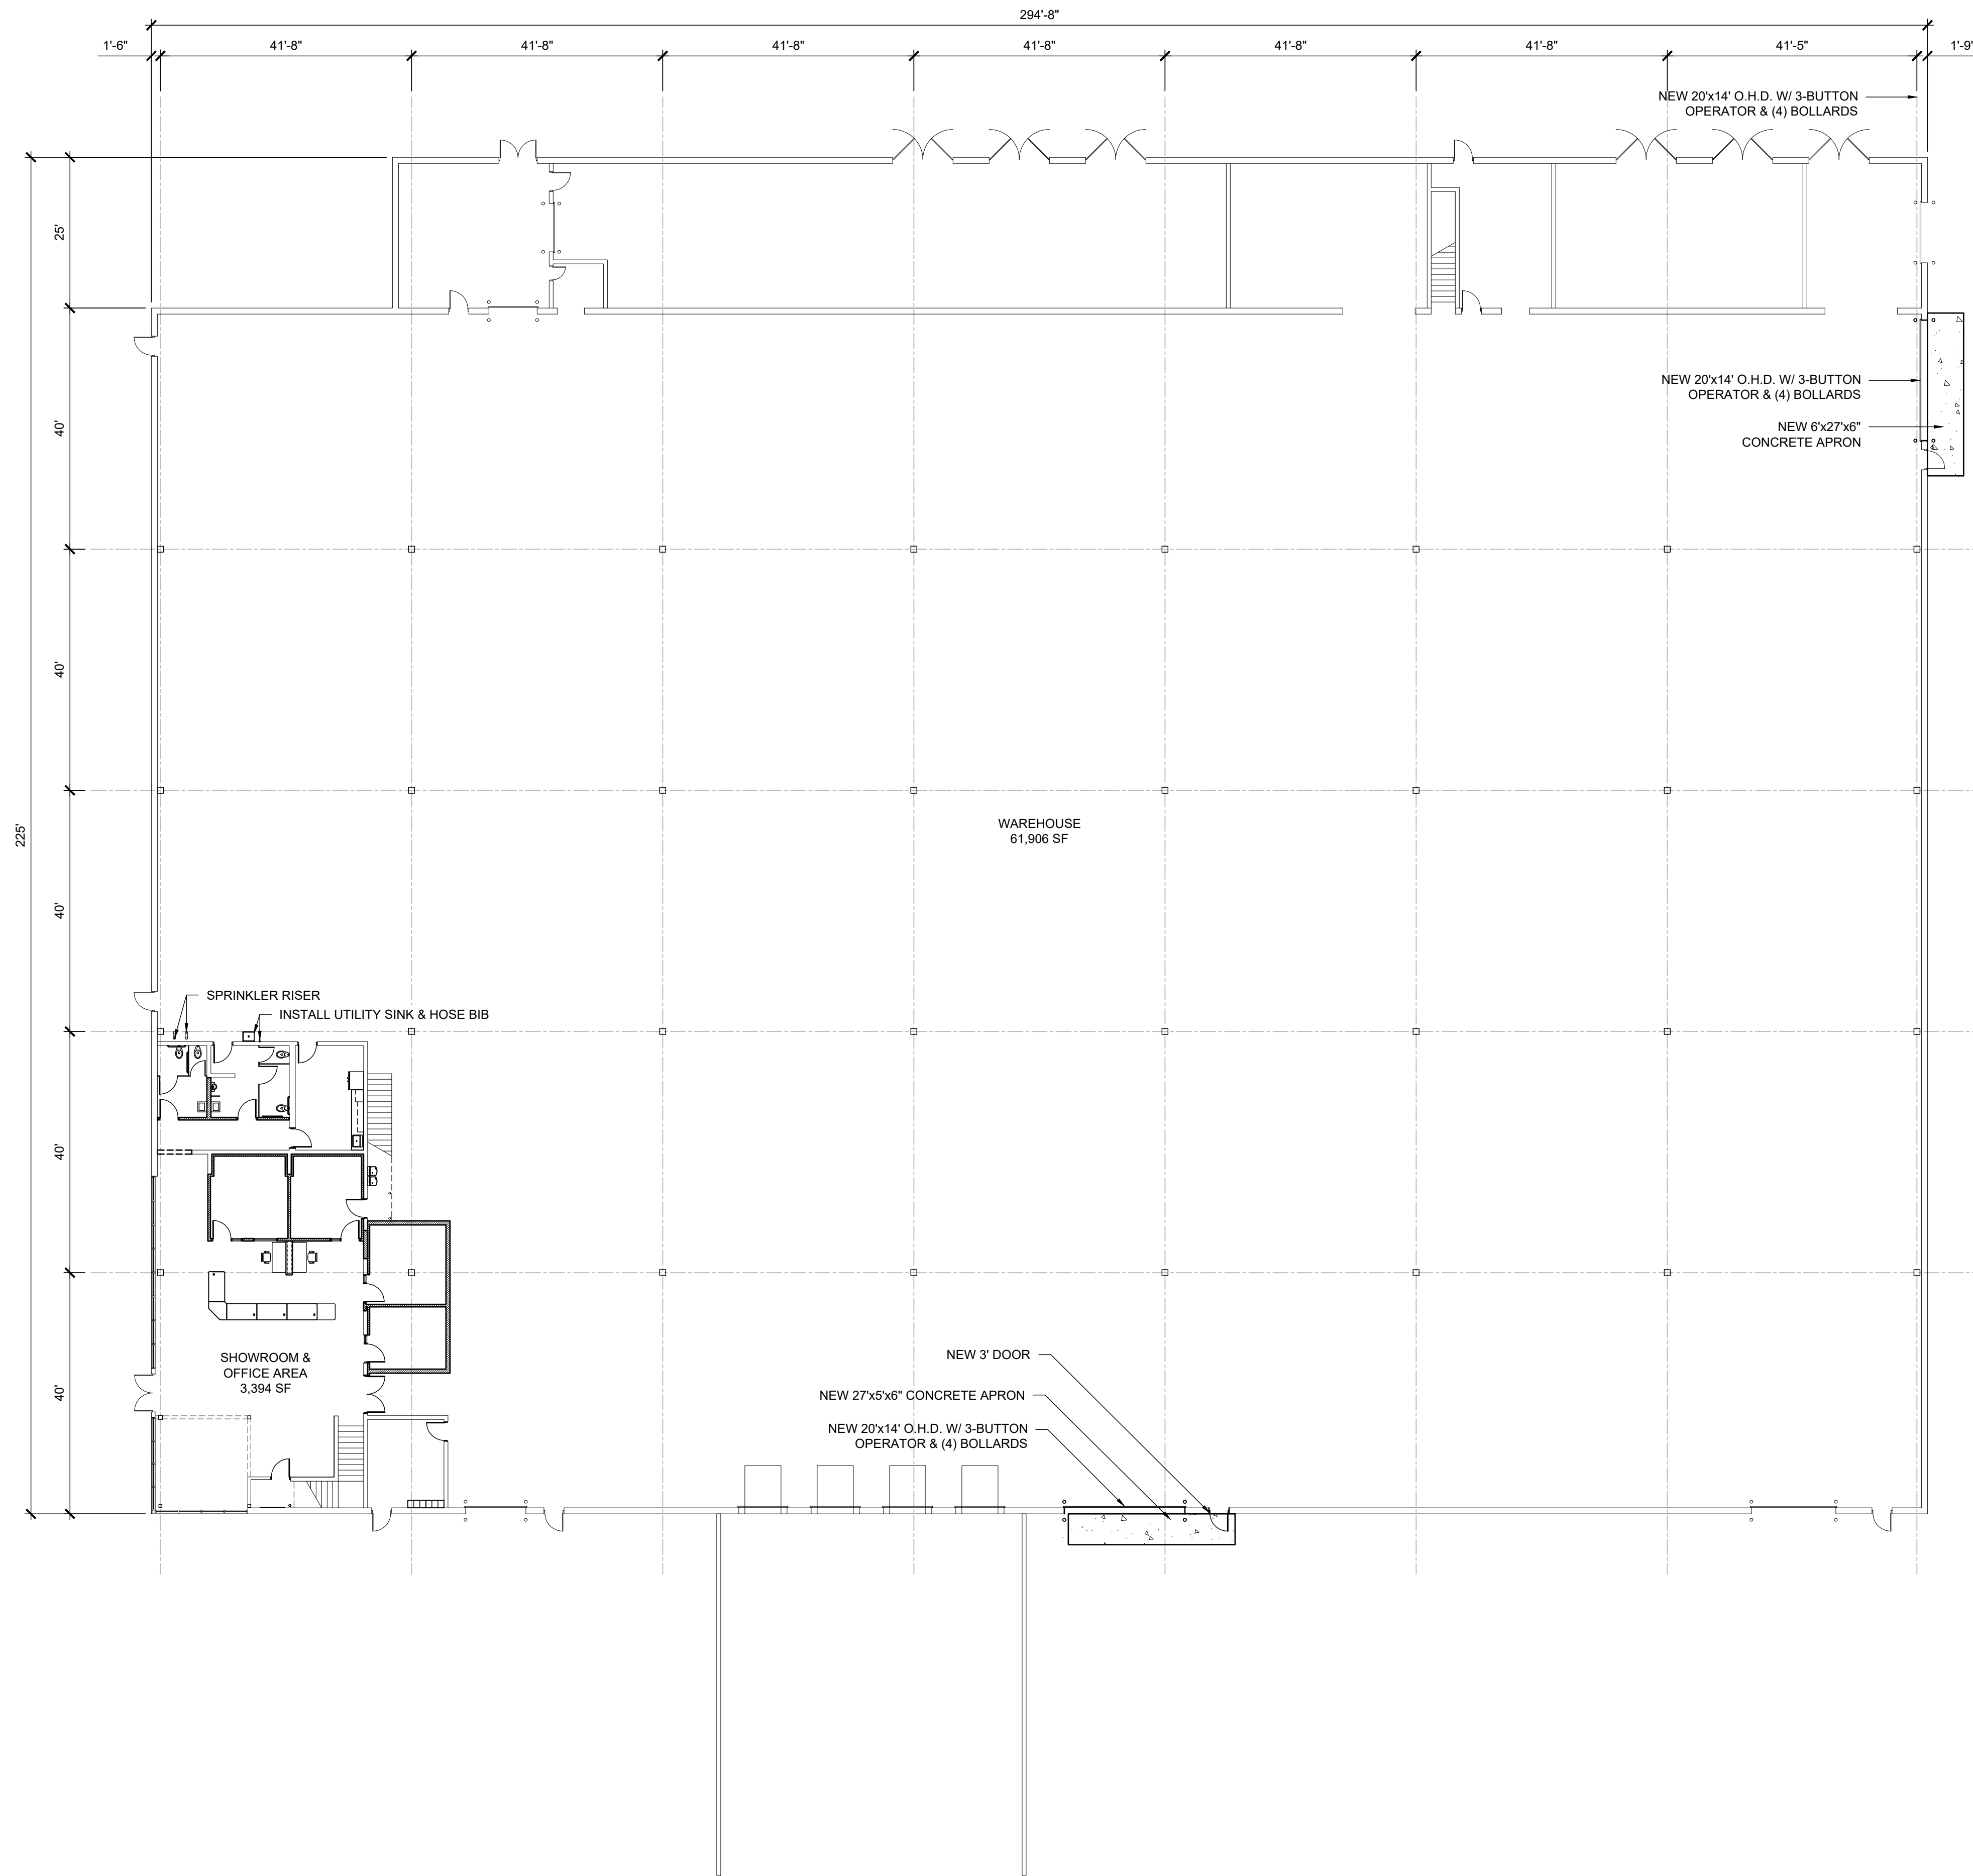 294'-8"
1'-6"
41'-8"
41'-8"
41'-8"
41'-8"
41'-8"
41'-8"
41'-5"
1'-9"
NEW 20'x14' O.H.D. W/ 3-BUTTON
OPERATOR & (4) BOLLARDS
25'
40'
NEW 20'x14' O.H.D. W/ 3-BUTTON
OPERATOR & (4) BOLLARDS
NEW 6'x27'x6"
CONCRETE APRON
40'
225'
WAREHOUSE
61,906 SF
40'
SPRINKLER RISER
INSTALL UTILITY SINK & HOSE BIB
40'
40'
SHOWROOM &
OFFICE AREA
3,394 SF
NEW 3' DOOR
NEW 27'x5'x6" CONCRETE APRON
NEW 20'x14' O.H.D. W/ 3-BUTTON
OPERATOR & (4) BOLLARDS